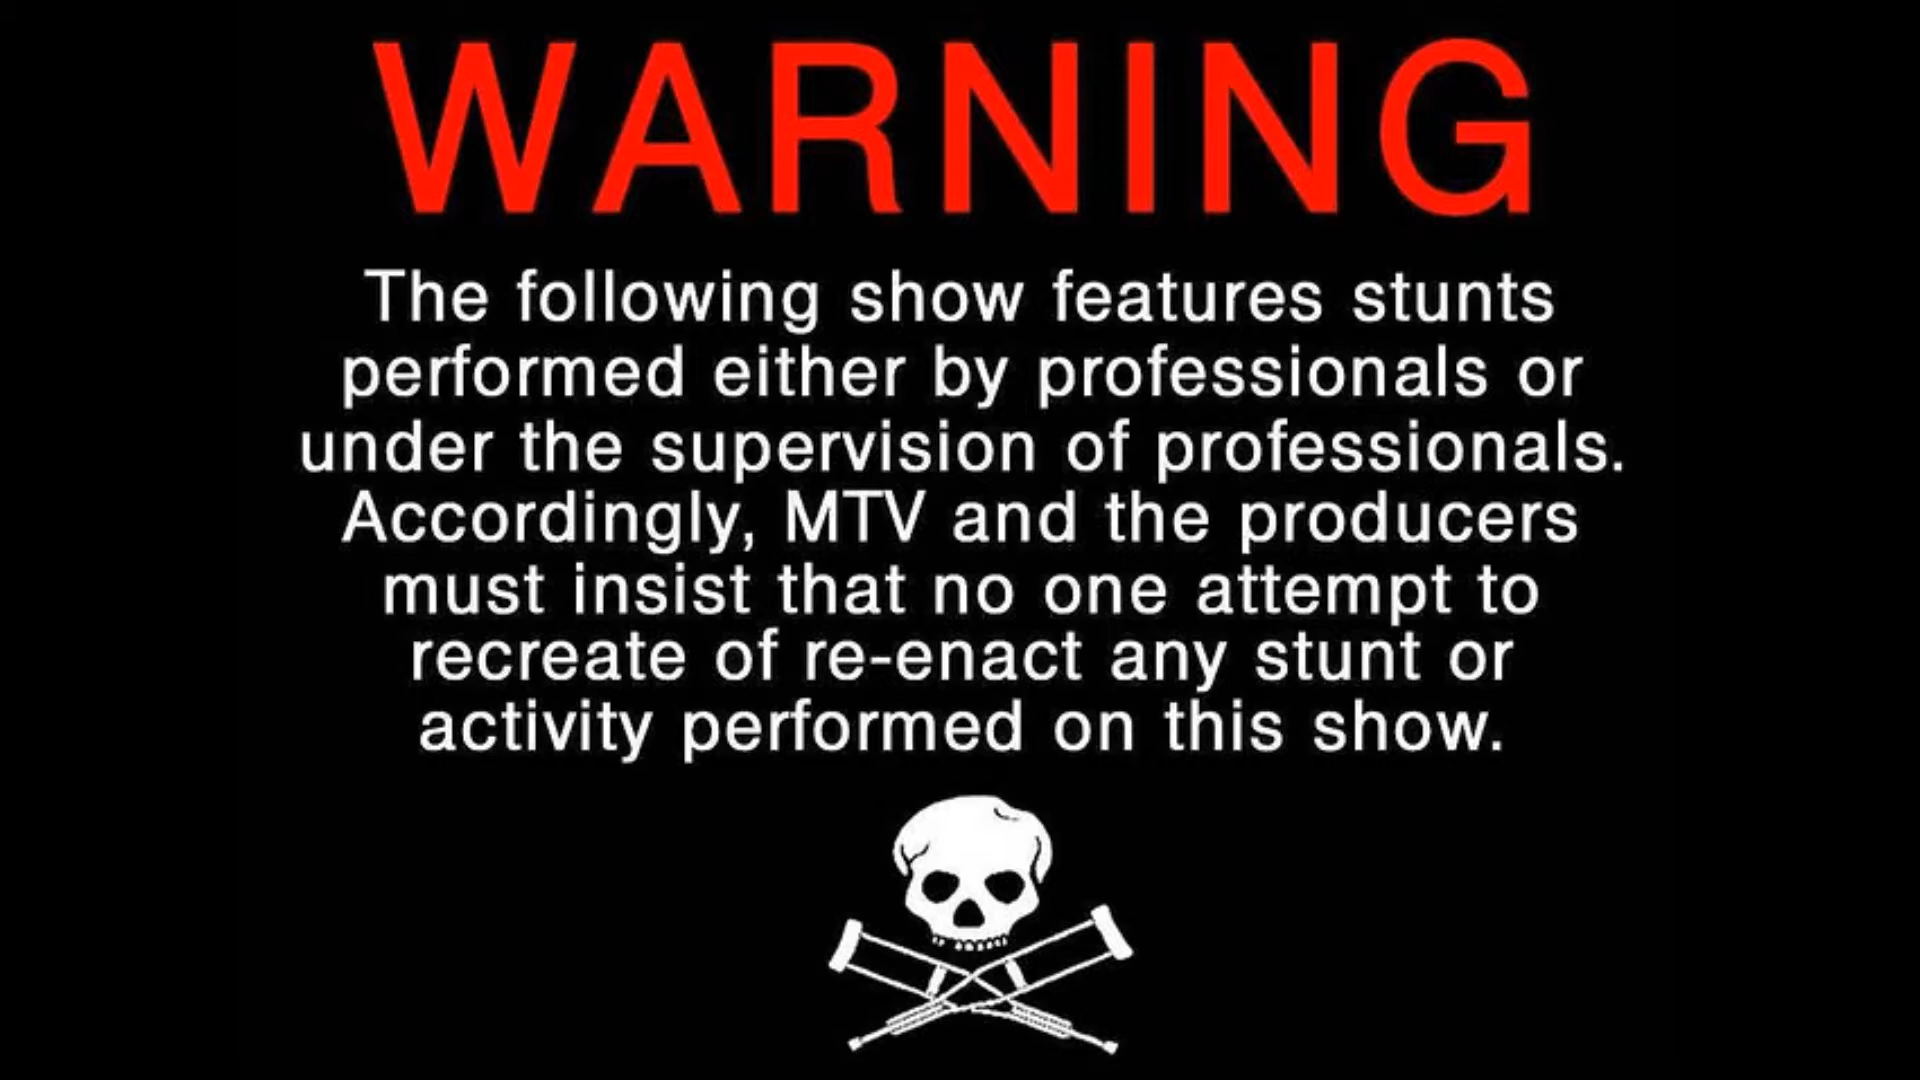 WARNING
The following show features stunts
performed either by professionals or
under the supervision of professionals.
Accordingly, MTV and the producers
must insist that no one attempt to
recreate of re-enact any stunt or
activity performed on this show.